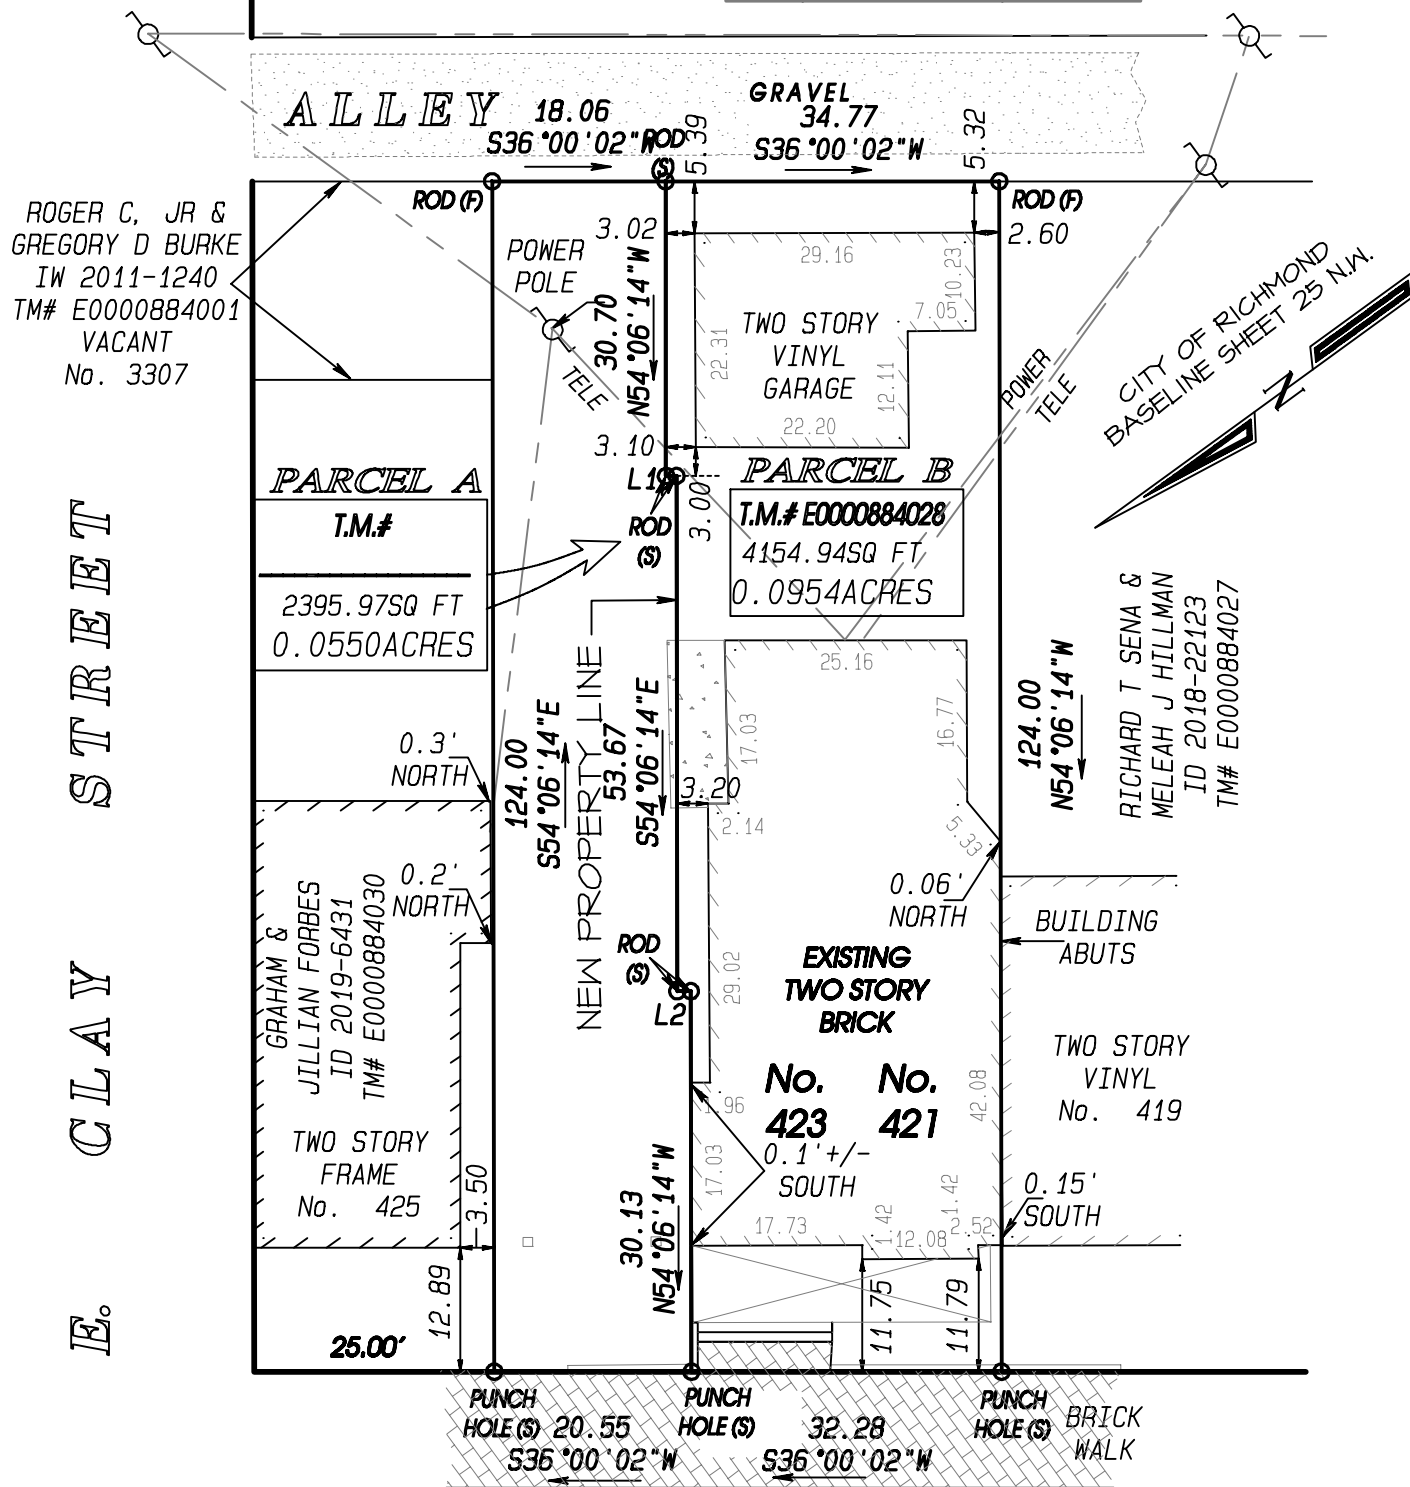 ALLEY
18.06
S36°00'02"W
ROD
(S)
5.39
GRAVEL
34.77
S36°00'02"W
5.32
ROD (F)
ROD (F)
ROGER C, JR &
GREGORY D BURKE
IW 2011-1240
TM# E0000884001
VACANT
No. 3307
POWER
POLE
3.02
2.60
29.16
10.23
7.05
30.70
N54°06'14"W
22.31
TWO STORY
VINYL
GARAGE
12.11
22.20
TELE
POWER
TELE
CITY OF RICHMOND
BASELINE SHEET 25 N.W.
N
3.10
L1
3.00
ROD
(S)
PARCEL A
T.M.#
2395.97SQ FT
0.0550ACRES
PARCEL B
T.M.# E0000884028
4154.94SQ FT
0.0954ACRES
E. CLAY STREET
NEW PROPERTY LINE
124.00
S54°06'14"E
53.67
S54°06'14"E
25.16
17.03
16.77
5.33
3.20
2.14
124.00
N54°06'14"W
RICHARD T SENA &
MELEAH J HILLMAN
ID 2018-22123
TM# E0000884027
0.3'
NORTH
0.2'
NORTH
GRAHAM &
JILLIAN FORBES
ID 2019-6431
TM# E0000884030
TWO STORY
FRAME
No. 425
3.50
12.89
25.00'
ROD
(S)
L2
29.02
0.06'
NORTH
BUILDING
ABUTS
EXISTING
TWO STORY
BRICK
No. No.
423 421
1.96
17.03
42.08
0.1'+/-
SOUTH
TWO STORY
VINYL
No. 419
0.15'
SOUTH
30.13
N54°06'14"W
17.73
1.42
12.08
1.42
2.52
11.75
11.79
PUNCH
HOLE (S)
PUNCH
HOLE (S)
PUNCH
HOLE (S)
20.55
S36°00'02"W
32.28
S36°00'02"W
BRICK
WALK